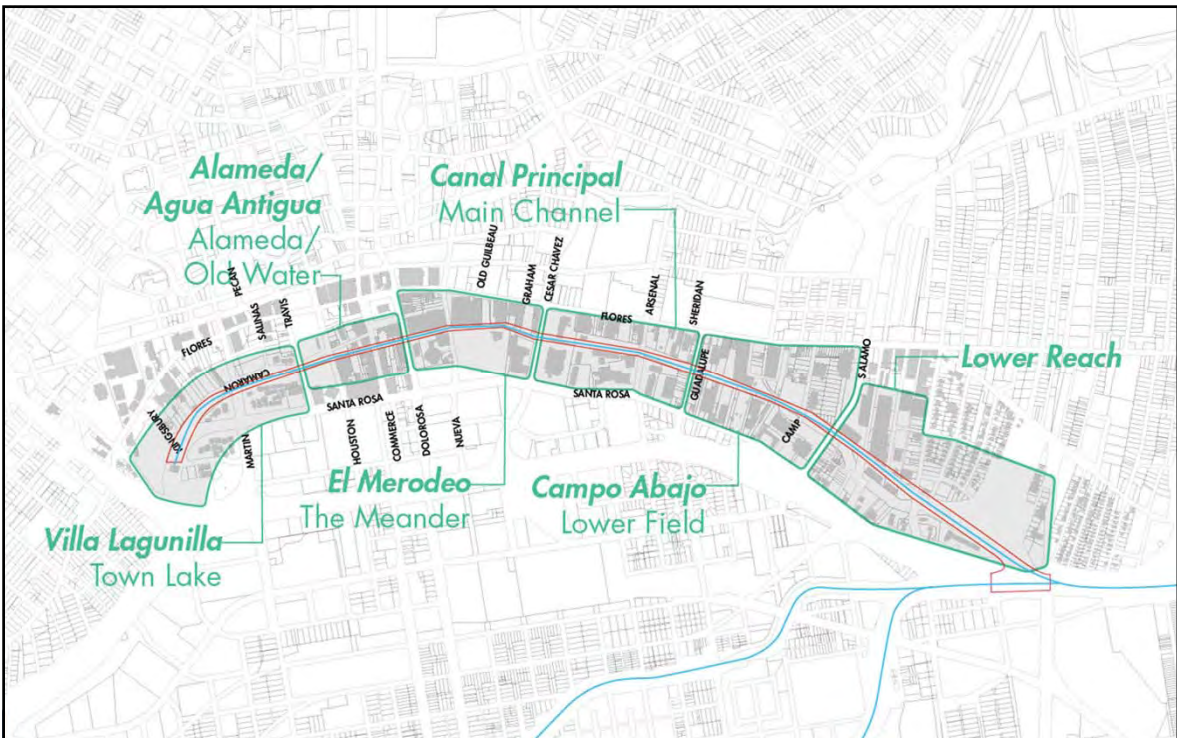 Alameda/
Agua Antigua
Alameda/
Old Water
Canal Principal
Main Channel
OLD GUILBEAU
GRAHAM
CESAR CHAVEZ
PECAN
SALINAS
TRAVIS
FLORES
ARSENAL
SHERIDAN
FLORES
S ALAMO
Lower Reach
CAMARON
GUADALUPE
KINGSBURY
SANTA ROSA
SANTA ROSA
CAMP
MARTIN
HOUSTON
COMMERCE
DOLOROSA
NUEVA
El Merodeo
The Meander
Campo Abajo
Lower Field
Villa Lagunilla
Town Lake